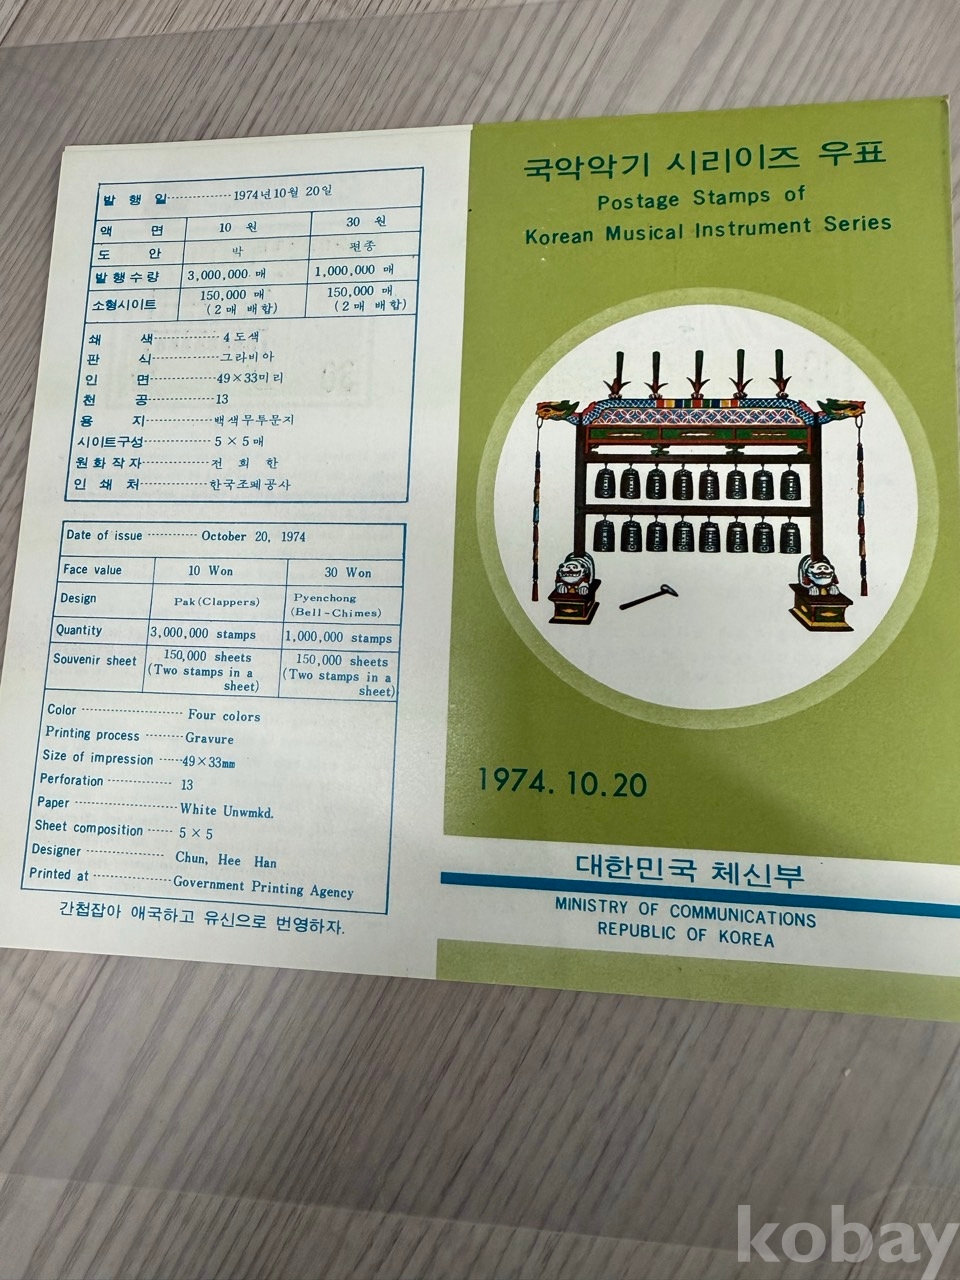 발 행 일 ------------ 1974년 10월 20일
액 면 10 원 30 원
도 안 박 편종
발행수량 3,000,000 매 1,000,000 매
소형시이트 150,000 매 (2매 배합) 150,000 매 (2매 배합)
쇄 색 ------------ 4도색
판 식 ------------ 그라비아
인 면 ------------ 49×33미리
천 공 ------------ 13
용 지 ------------ 백색무투문지
시이트구성 ------------ 5×5매
원화작자 ------------ 전 희 한
인 쇄 처 ------------ 한국조폐공사
Date of issue --------- October 20, 1974
Face value 10 Won 30 Won
Design Pak (Clappers) Pyenchong (Bell-Chimes)
Quantity 3,000,000 stamps 1,000,000 stamps
Souvenir sheet 150,000 sheets (Two stamps in a sheet) 150,000 sheets (Two stamps in a sheet)
Color ------------------ Four colors
Printing process ------- Gravure
Size of impression ----- 49×33mm
Perforation ------------ 13
Paper ------------------ White Unwmkd.
Sheet composition ------ 5 × 5
Designer --------------- Chun, Hee Han
Printed at ------------- Government Printing Agency
간첩잡아 애국하고 유신으로 번영하자.
국악악기 시리이즈 우표
Postage Stamps of
Korean Musical Instrument Series
1974. 10. 20
대한민국 체신부
MINISTRY OF COMMUNICATIONS
REPUBLIC OF KOREA
kobay